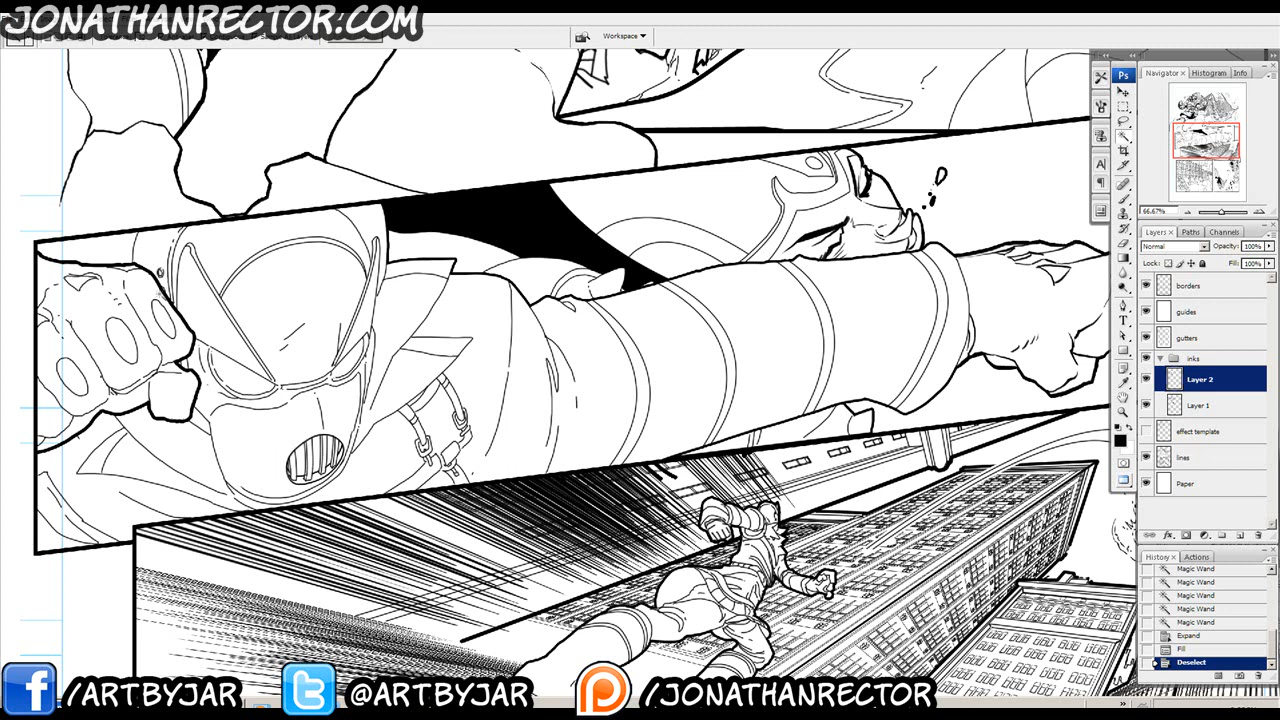 JONATHANRECTOR.COM
Workspace
Ps
Navigator × Histogram Info
66.67%
Layers × Paths Channels
Normal Opacity: 100%
Lock: Fill: 100%
borders
guides
gutters
inks
Layer 2
Layer 1
effect template
lines
Paper
History × Actions
Magic Wand
Magic Wand
Magic Wand
Magic Wand
Magic Wand
Expand
Fill
Deselect
/ARTBYJAR @ARTBYJAR /JONATHANRECTOR